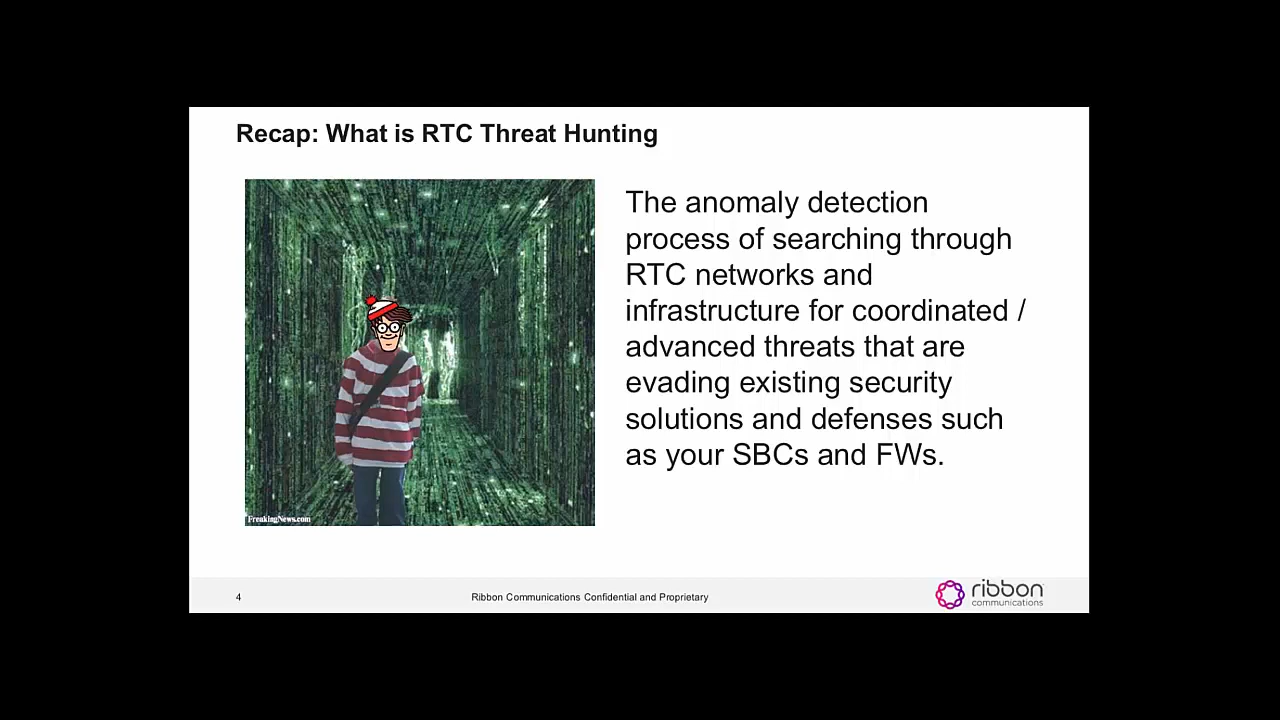 Recap: What is RTC Threat Hunting
The anomaly detection
process of searching through
RTC networks and
infrastructure for coordinated /
advanced threats that are
evading existing security
solutions and defenses such
as your SBCs and FWs.
FreakingNews.com
4
Ribbon Communications Confidential and Proprietary
ribbon
communications